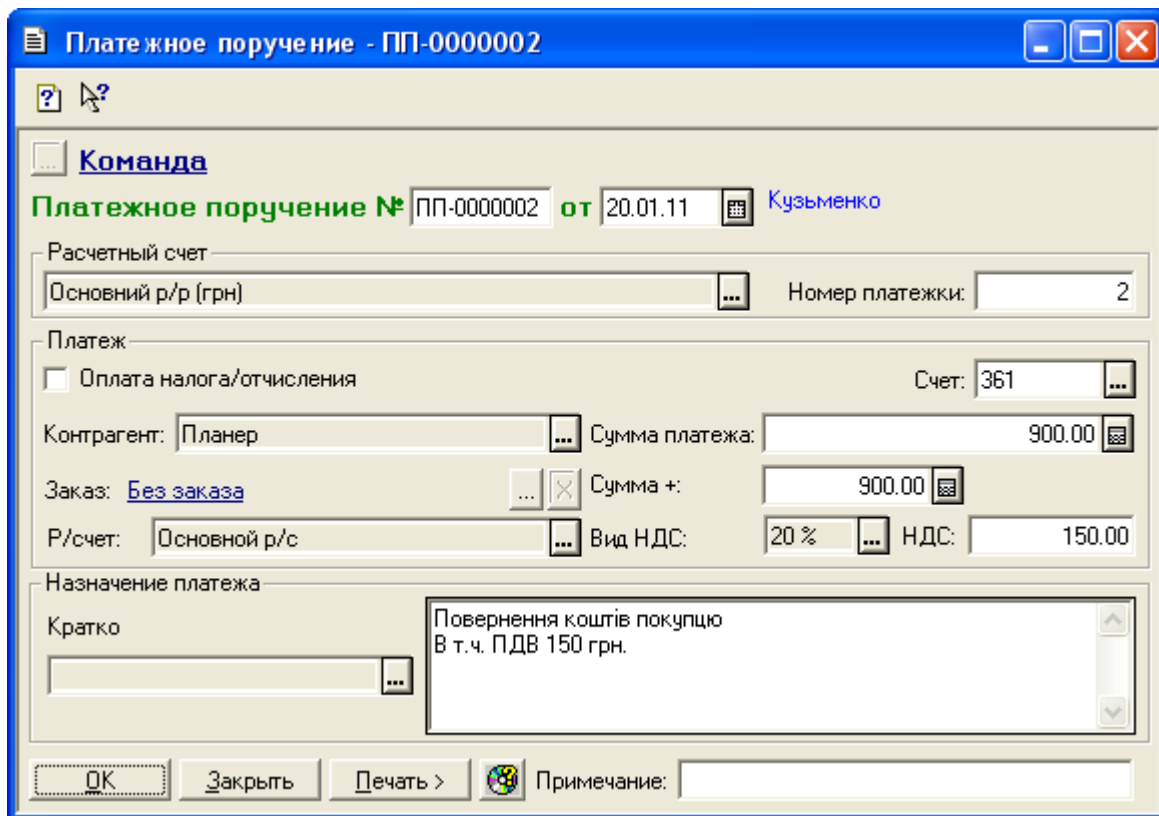 Платежное поручение - ПП-0000002
Команда
Платежное поручение № ПП-0000002 от 20.01.11 Кузьменко
Расчетный счет
Основний р/р (грн) ... Номер платежки: 2
Платеж
Оплата налога/отчисления Счет: 361 ...
Контрагент: Планер ... Сумма платежа: 900.00
Заказ: Без заказа ... Сумма +: 900.00
Р/счет: Основной р/с ... Вид НДС: 20 % ... НДС: 150.00
Назначение платежа
Кратко
...
Повернення коштів покупцю
В т.ч. ПДВ 150 грн.
OK Закрыть Печать > Примечание: